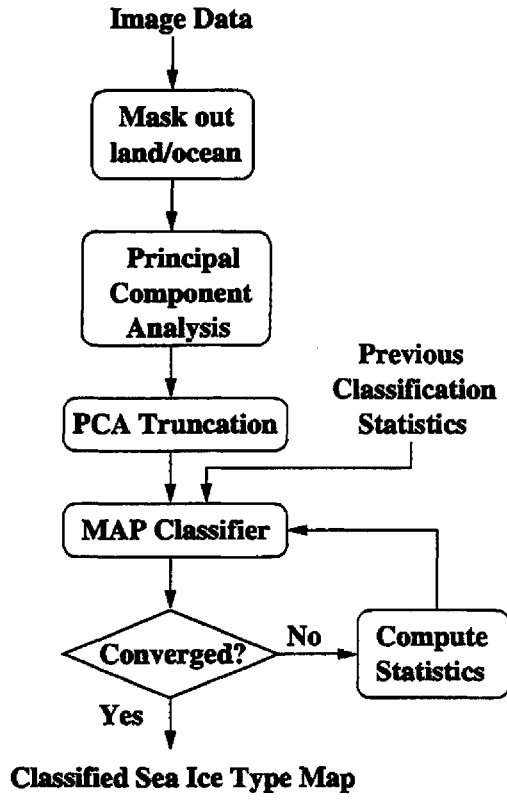 Image Data
Mask out
land/ocean
Principal
Component
Analysis
PCA Truncation
Previous
Classification
Statistics
MAP Classifier
Converged?
No
Compute
Statistics
Yes
Classified Sea Ice Type Map